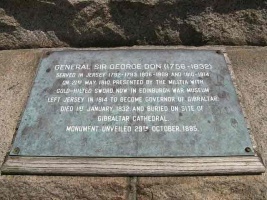 GENERAL SIR GEORGE DON (1756-1832)
SERVED IN JERSEY 1792-1793, 1806-1809 AND 1810-1814
ON 21ST MAY, 1810, PRESENTED BY THE MILITIA WITH
GOLD-HILTED SWORD NOW IN EDINBURGH WAR MUSEUM
LEFT JERSEY IN 1814 TO BECOME GOVERNOR OF GIBRALTAR
DIED 1ST JANUARY, 1832, AND BURIED ON SITE OF
GIBRALTAR CATHEDRAL.
MONUMENT UNVEILED 29TH OCTOBER, 1885.